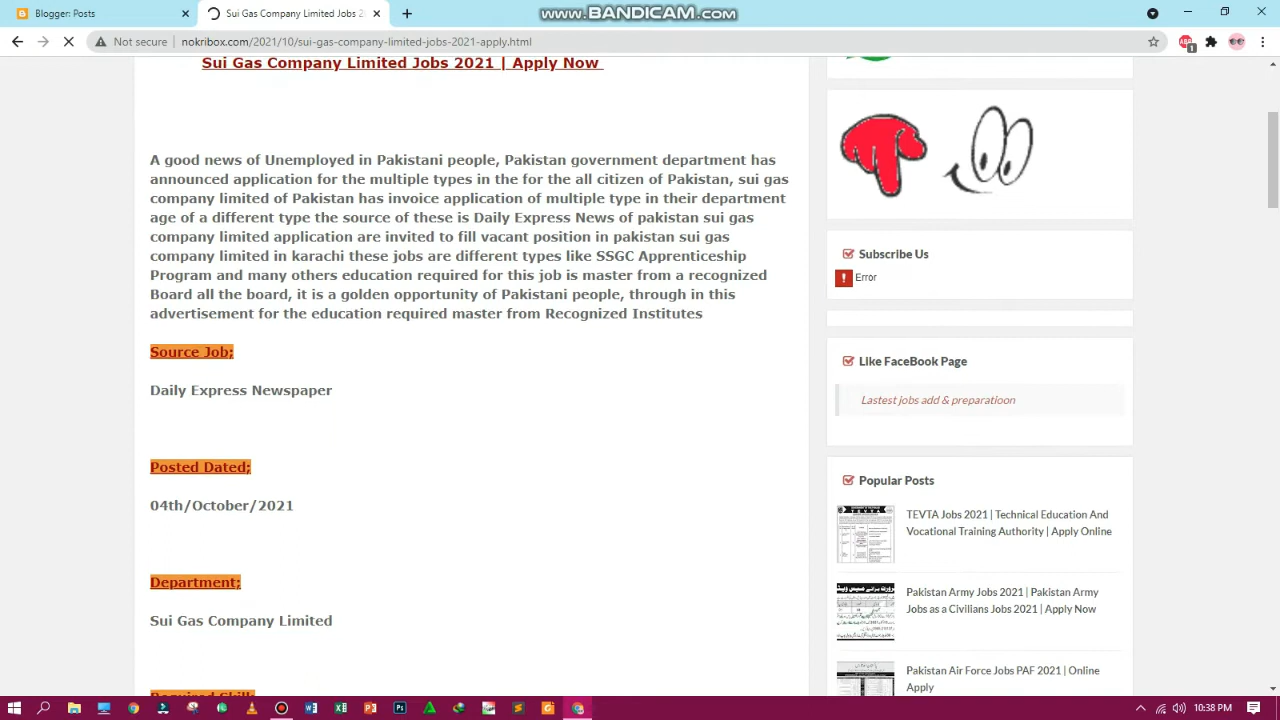 Blogger: Posts
Sui Gas Company Limited Jobs 2
www.BANDICAM.com
Not secure
nokribox.com/2021/10/sui-gas-company-limited-jobs-2021-apply.html
ABP
1
Sui Gas Company Limited Jobs 2021 | Apply Now
A good news of Unemployed in Pakistani people, Pakistan government department has
announced application for the multiple types in the for the all citizen of Pakistan, sui gas
company limited of Pakistan has invoice application of multiple type in their department
age of a different type the source of these is Daily Express News of pakistan sui gas
company limited application are invited to fill vacant position in pakistan sui gas
company limited in karachi these jobs are different types like SSGC Apprenticeship
Program and many others education required for this job is master from a recognized
Board all the board, it is a golden opportunity of Pakistani people, through in this
advertisement for the education required master from Recognized Institutes
Source Job;
Daily Express Newspaper
Posted Dated;
04th/October/2021
Department;
Sui Gas Company Limited
Required Skill;
Subscribe Us
Error
Like FaceBook Page
Lastest jobs add & preparatioon
Popular Posts
TEVTA Jobs 2021 | Technical Education And
Vocational Training Authority | Apply Online
Pakistan Army Jobs 2021 | Pakistan Army
Jobs as a Civilians Jobs 2021 | Apply Now
Pakistan Air Force Jobs PAF 2021 | Online
Apply
10:38 PM